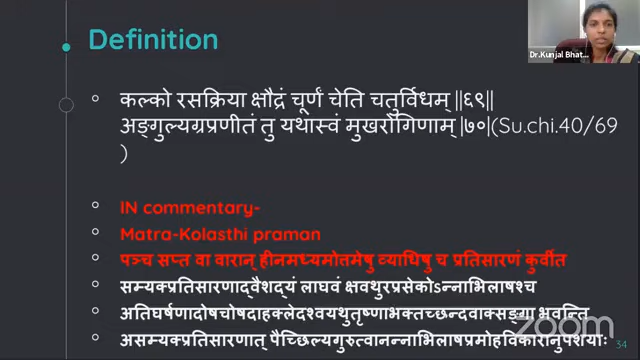 Definition
Dr.Kunjal Bhat...
कल्को रसक्रिया क्षौद्रं चूर्णं चेति चतुर्विधम् ||६९||
अङ्गुल्यग्रप्रणीतं तु यथास्वं मुखरोगिणाम् |७०|(Su.chi.40/69
)
IN commentary-
Matra-Kolasthi praman
पञ्च सप्त वा वारान् हीनमध्यमोत्तमेषु व्याधिषु च प्रतिसारणं कुर्वीत
सम्यक्प्रतिसारणाद्वैशद्यं लाघवं क्षवथुरप्रसेकोऽन्नाभिलाषश्च
अतिघर्षणाद्दोषचोषदाहक्लेदश्वयथुतृष्णाभक्तच्छन्दवाक्सङ्गा भवन्ति
असम्यक्प्रतिसारणात् पैच्छिल्यगुरुत्वानन्नाभिलाषप्रमोहविकारानुपशयाः
34
zoom